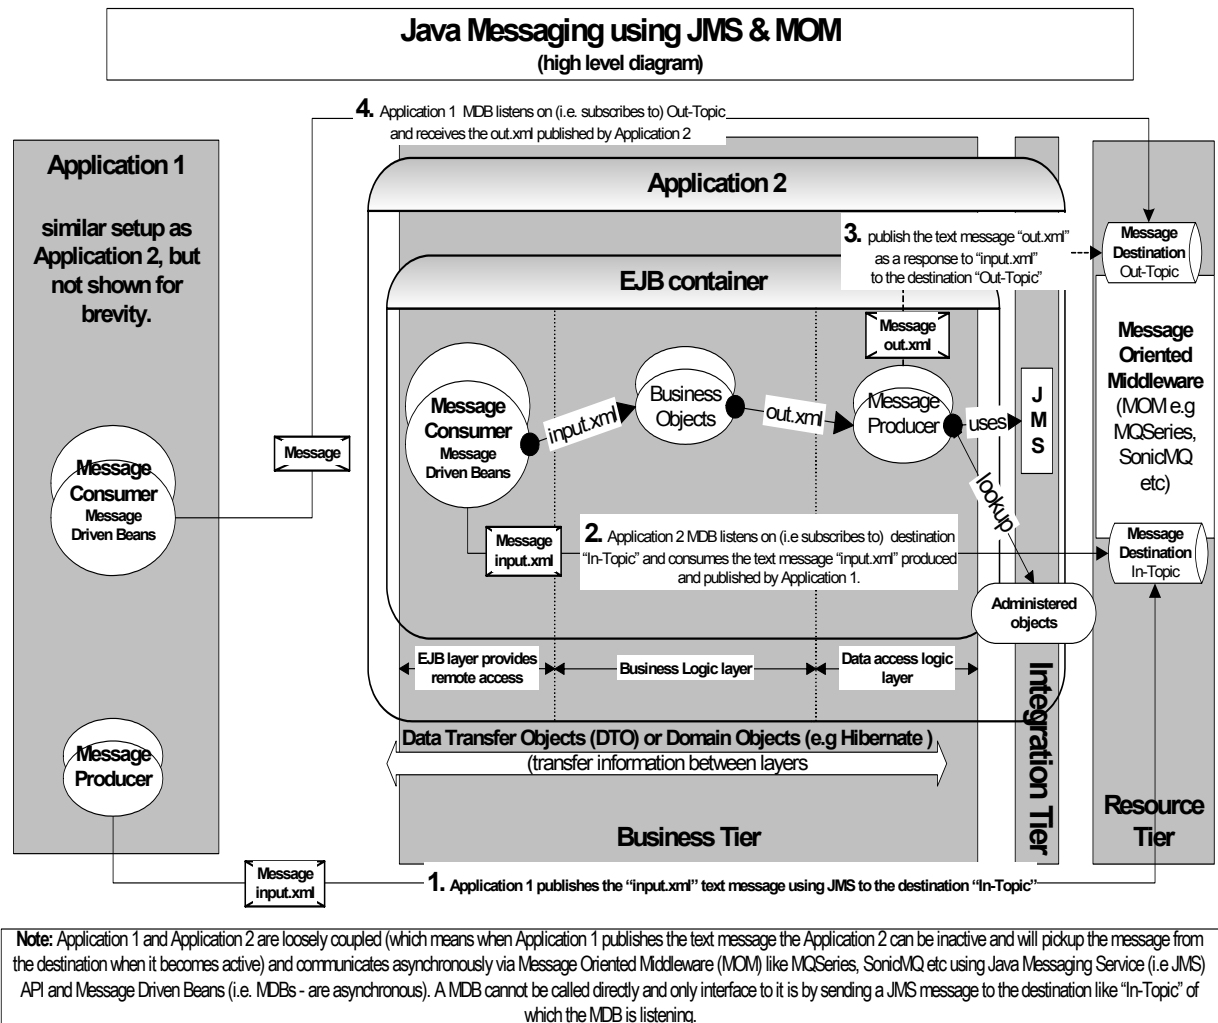 Java Messaging using JMS & MOM
(high level diagram)
4. Application 1  MDB listens on (i.e. subscribes to) Out-Topic
and receives the out.xml published by Application 2
Application 1
similar setup as
Application 2, but
not shown for
brevity.
Message
Consumer
Message
Driven Beans
Message
Producer
Message
Message
input.xml
Application 2
EJB container
3. publish the text message “out.xml”
as a response to “input.xml”
to the destination “Out-Topic”
Message
out.xml
Message
Consumer
Message
Driven Beans
input.xml
Business
Objects
out.xml
Message
Producer
uses
J
M
S
lookup
Message
input.xml
2. Application 2 MDB listens on (i.e subscribes to)  destination
“In-Topic” and consumes the text message “input.xml” produced
and published by Application 1.
Administered
objects
EJB layer provides
remote access
Business Logic layer
Data access logic
layer
Data Transfer Objects (DTO) or Domain Objects (e.g Hibernate )
(transfer information between layers
Business Tier
Integration Tier
Message
Destination
Out-Topic
Message
Oriented
Middleware
(MOM e.g
MQSeries,
SonicMQ
etc)
Message
Destination
In-Topic
Resource
Tier
1. Application 1 publishes the “input.xml” text message using JMS to the destination “In-Topic”
Note: Application 1 and Application 2 are loosely coupled (which means when Application 1 publishes the text message the Application 2 can be inactive and will pickup the message from
the destination when it becomes active) and communicates asynchronously via Message Oriented Middleware (MOM) like MQSeries, SonicMQ etc using Java Messaging Service (i.e JMS)
API and Message Driven Beans (i.e. MDBs - are asynchronous). A MDB cannot be called directly and only interface to it is by sending a JMS message to the destination like “In-Topic” of
which the MDB is listening.